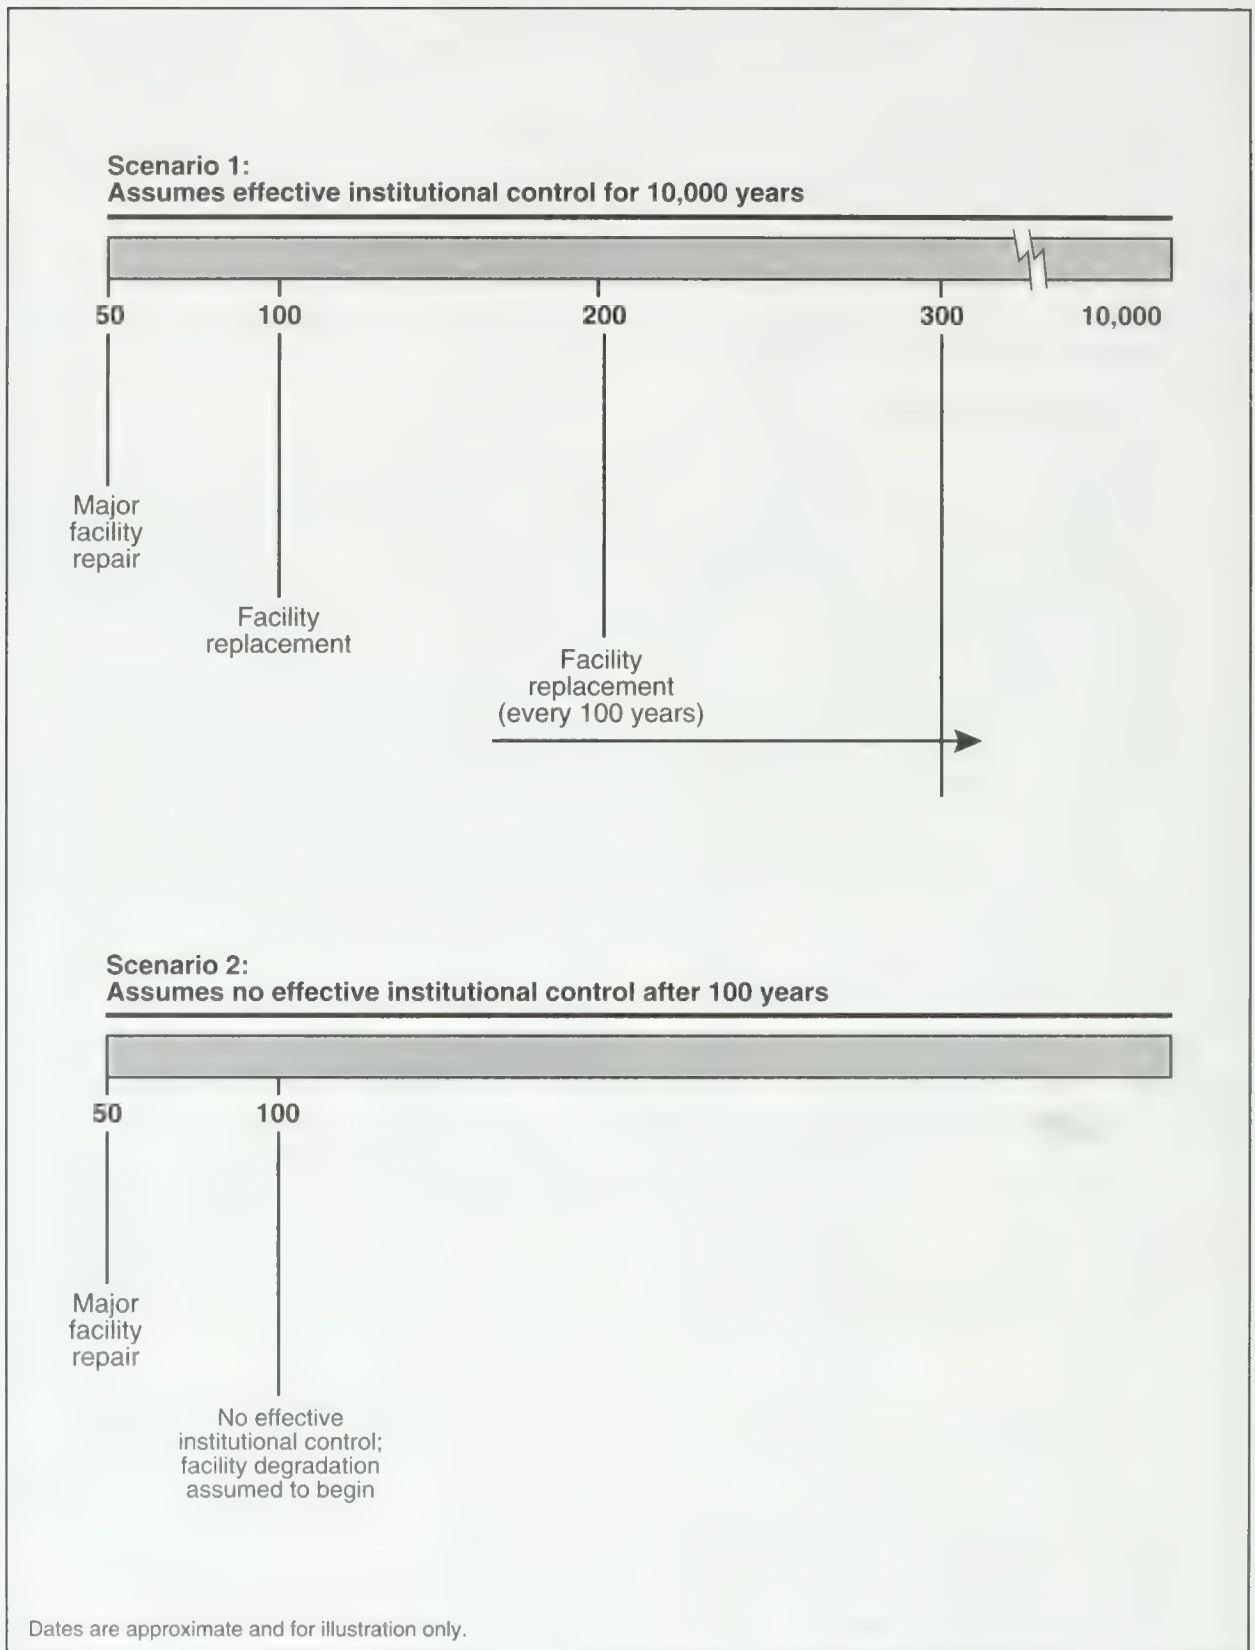 Scenario 1:
Assumes effective institutional control for 10,000 years
50 100 200 300 10,000
Major
facility
repair
Facility
replacement
Facility
replacement
(every 100 years)
Scenario 2:
Assumes no effective institutional control after 100 years
50 100
Major
facility
repair
No effective
institutional control;
facility degradation
assumed to begin
Dates are approximate and for illustration only.